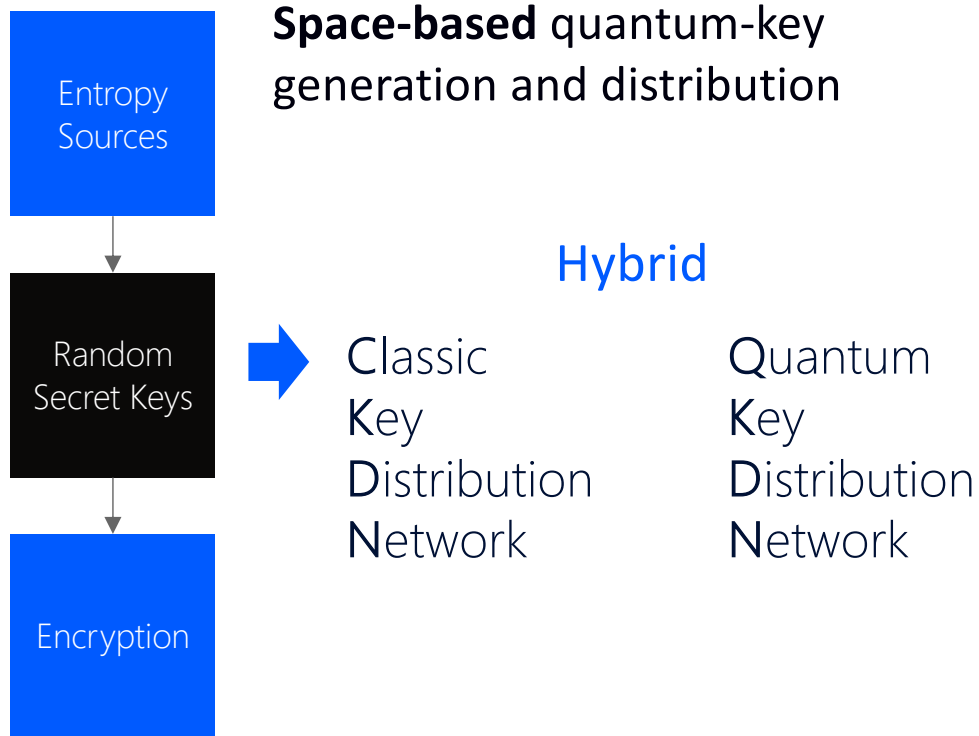 Space-based quantum-key
generation and distribution
Entropy
Sources
Random
Secret Keys
Encryption
Hybrid
Classic
Key
Distribution
Network
Quantum
Key
Distribution
Network